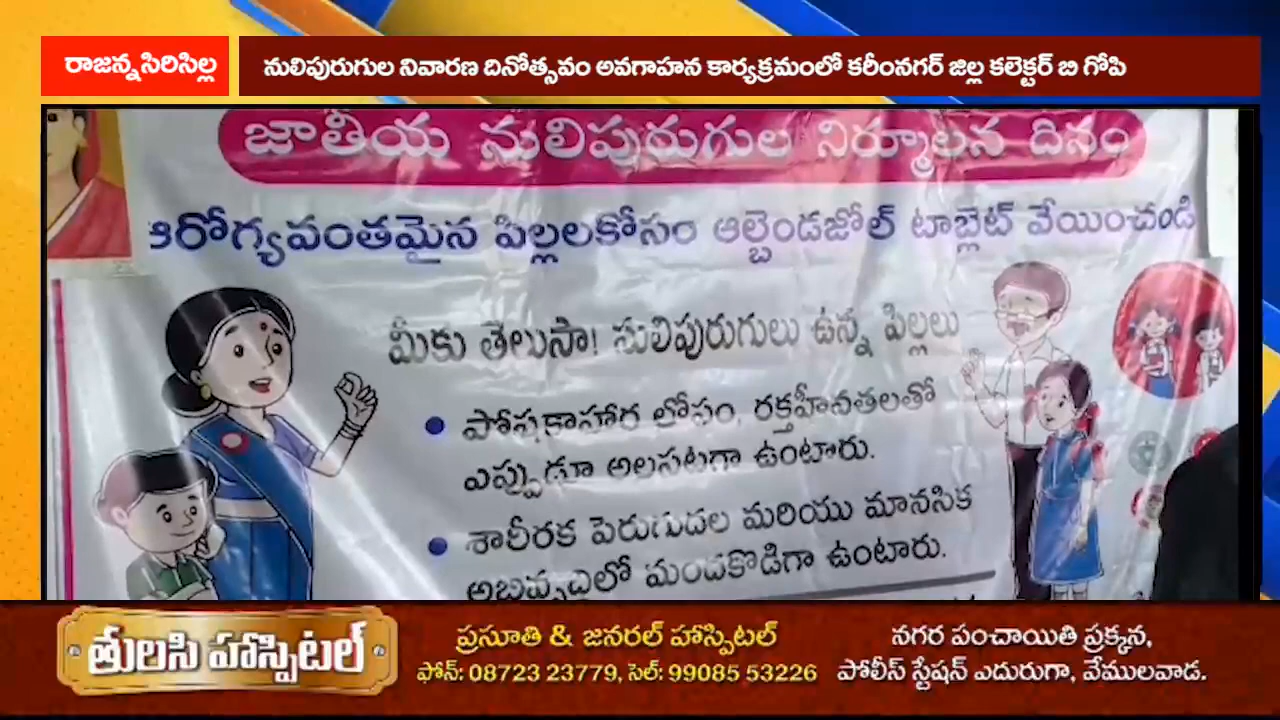 రాజన్నసిరిసిల్ల
నులిపురుగుల నివారణ దినోత్సవం అవగాహన కార్యక్రమంలో కరీంనగర్ జిల్ల కలెక్టర్ బి గోపి
జాతీయ నులిపురుగుల నిర్మూలన దినం
ఆరోగ్యవంతమైన పిల్లలకోసం ఆల్బెండజోల్ టాబ్లెట్ వేయించండి
మీకు తెలుసా! నులిపురుగులు ఉన్న పిల్లలు
పోషకాహార లోపం, రక్తహీనతలతో
ఎప్పుడూ అలసటగా ఉంటారు.
శారీరక పెరుగుదల మరియు మానసిక
అభివృద్ధిలో మందకొడిగా ఉంటారు.
తులసి హాస్పిటల్
ప్రసూతి & జనరల్ హాస్పిటల్
ఫోన్: 08723 23779, సెల్: 99085 53226
నగర పంచాయితి ప్రక్కన,
పోలీస్ స్టేషన్ ఎదురుగా, వేములవాడ.